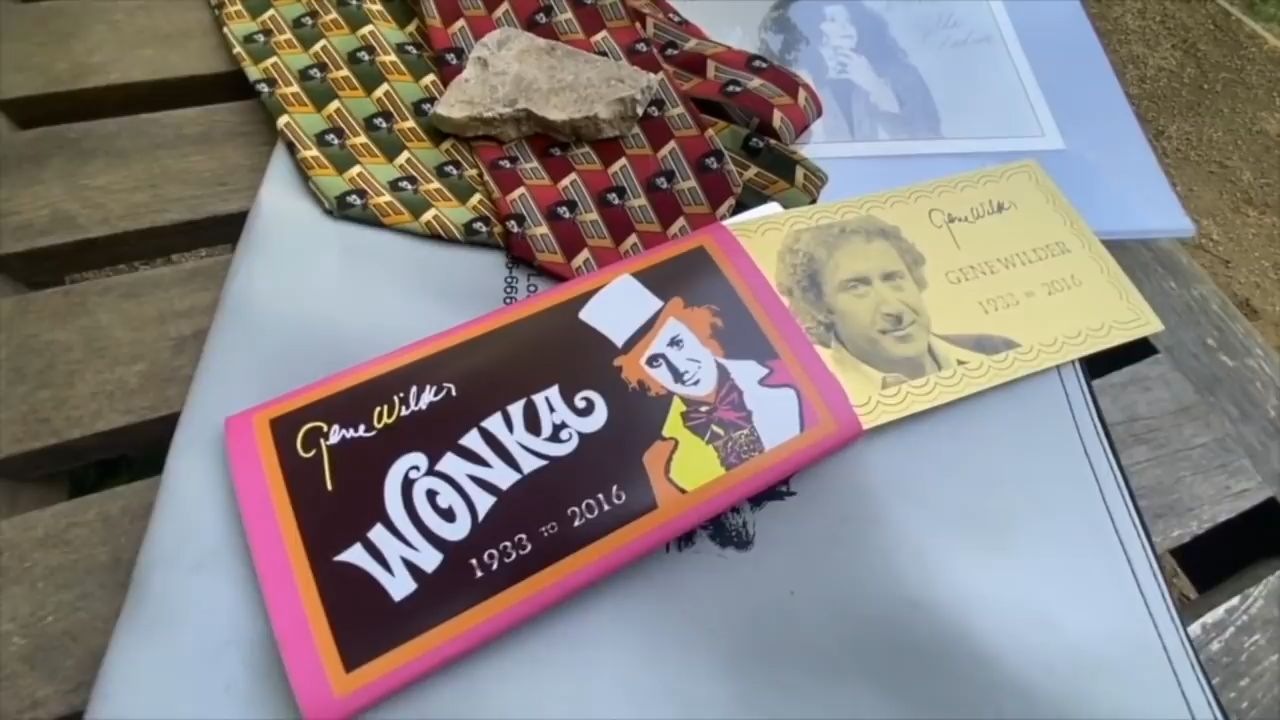 Gene Wilder
WONKA
1933 TO 2016
Gene Wilder
GENE WILDER
1933 TO 2016